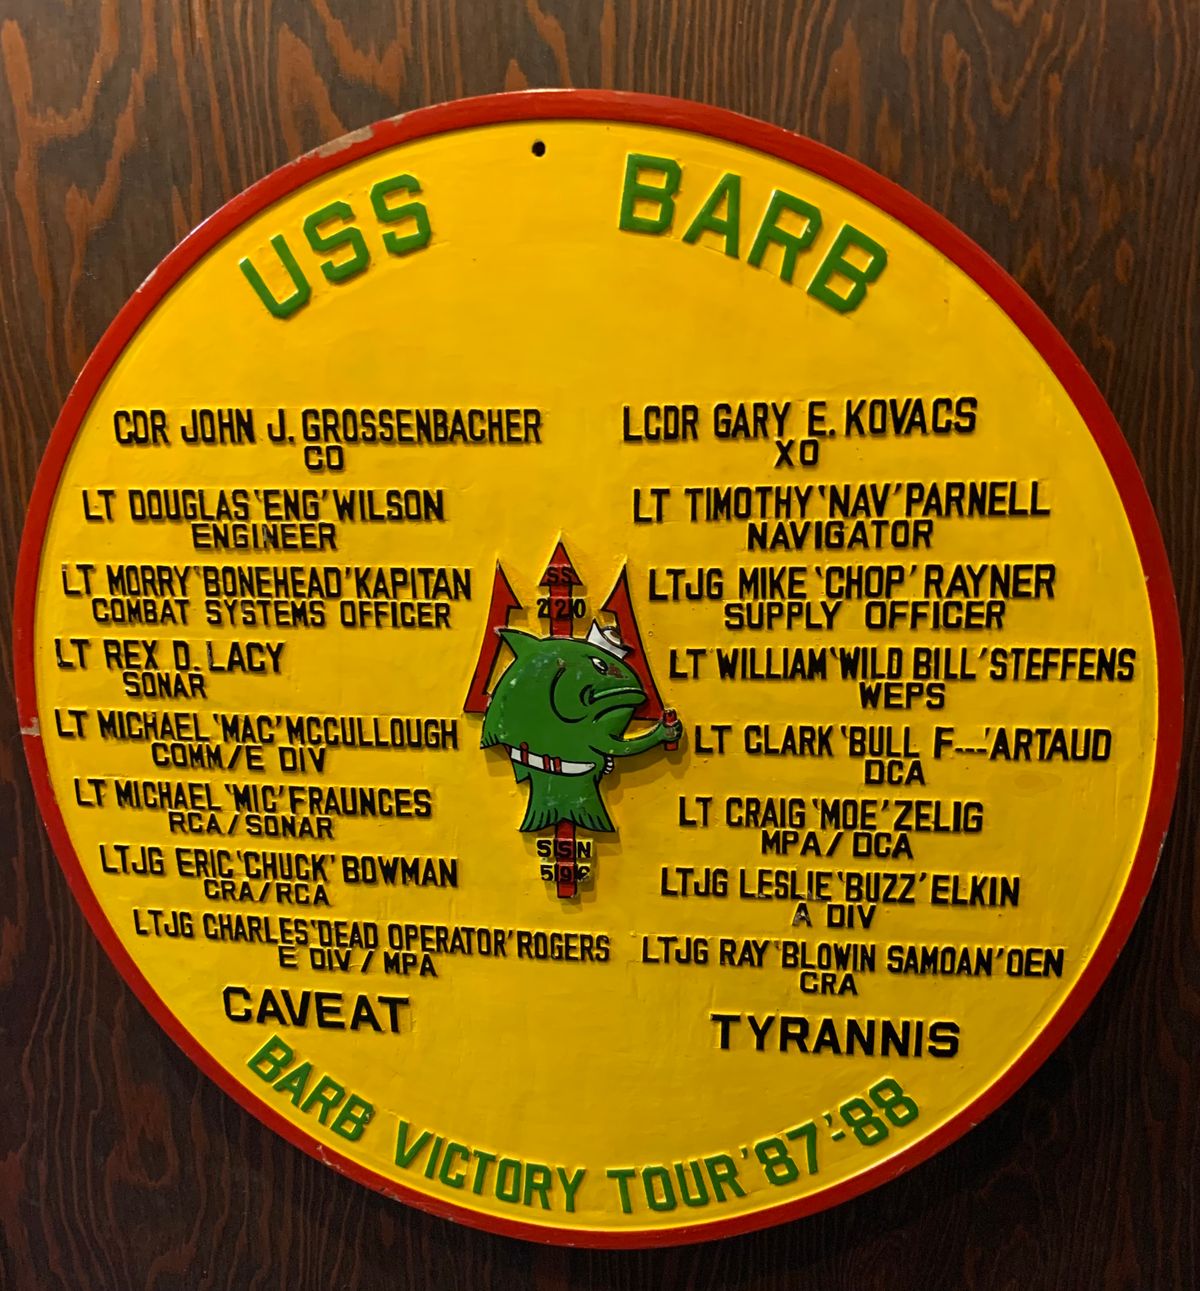 USS BARB
CDR JOHN J. GROSSENBACHER
CO
LCDR GARY E. KOVACS
XO
LT DOUGLAS 'ENG' WILSON
ENGINEER
LT TIMOTHY 'NAV' PARNELL
NAVIGATOR
LT MORRY 'BONEHEAD' KAPITAN
COMBAT SYSTEMS OFFICER
LTJG MIKE 'CHOP' RAYNER
SUPPLY OFFICER
LT REX D. LACY
SONAR
LT WILLIAM 'WILD BILL' STEFFENS
WEPS
LT MICHAEL 'MAC' MCCULLOUGH
COMM/E DIV
LT CLARK 'BULL F---' ARTAUD
DCA
LT MICHAEL 'MIC' FRAUNCES
RCA/SONAR
LT CRAIG 'MOE' ZELIG
MPA/DCA
LTJG ERIC 'CHUCK' BOWMAN
CRA/RCA
LTJG LESLIE 'BUZZ' ELKIN
A DIV
LTJG CHARLES 'DEAD OPERATOR' ROGERS
E DIV / MPA
LTJG RAY 'BLOWIN SAMOAN' OEN
CRA
SS
220
SSN
596
CAVEAT TYRANNIS
BARB VICTORY TOUR '87-'88